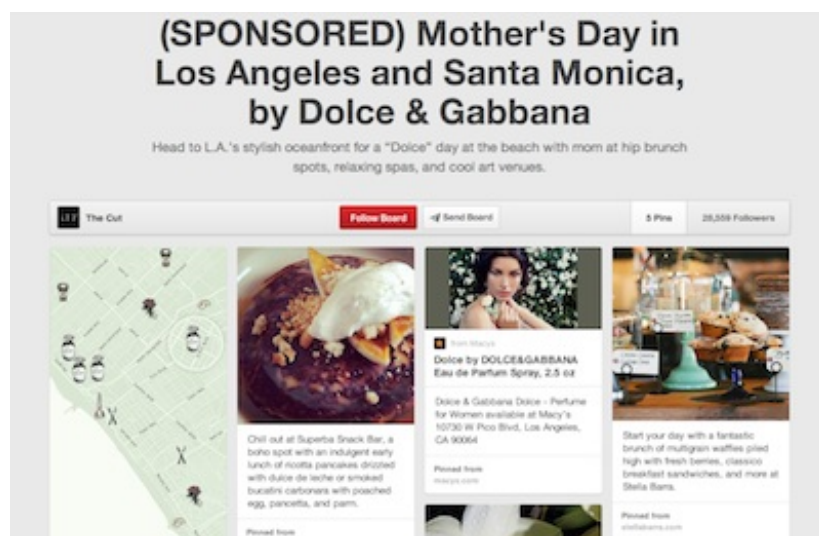 (SPONSORED) Mother's Day in
Los Angeles and Santa Monica,
by Dolce & Gabbana
Head to L.A.'s stylish oceanfront for a "Dolce" day at the beach with mom at hip brunch
spots, relaxing spas, and cool art venues.
The Cut
Follow Board
Send Board
5 Pins
Followers
Chill out at Superba Snack Bar, a
boho spot with an indulgent early
lunch of ricotta pancakes drizzled
with dulce de leche or smoked
bucatini carbonara with poached
egg, pancetta, and parm.
Pinned from
from Macys
Dolce by DOLCE&GABBANA
Eau de Parfum Spray, 2.5 oz
Dolce & Gabbana Dolce - Perfume
for Women available at Macy's
10730 W Pico Blvd, Los Angeles,
CA 90064
Pinned from
macys.com
Start your day with a fantastic
brunch of multigrain waffles piled
high with fresh berries, classico
breakfast sandwiches, and more at
Stella Barra.
Pinned from
stellabarra.com